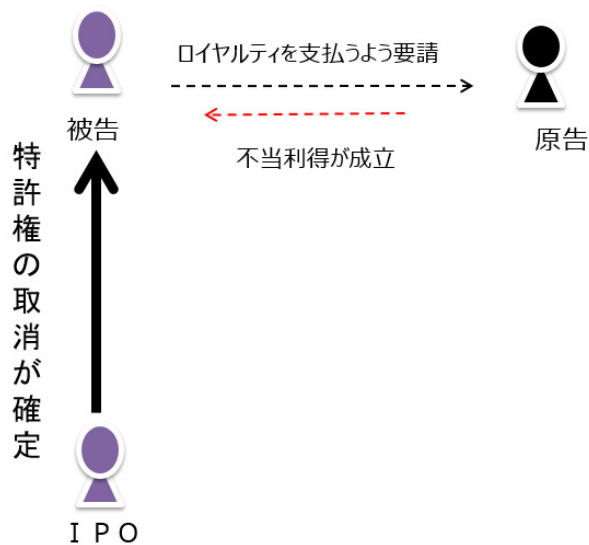 ロイヤルティを支払うよう要請
被告
原告
不当利得が成立
特許権の取消が確定
ＩＰＯ